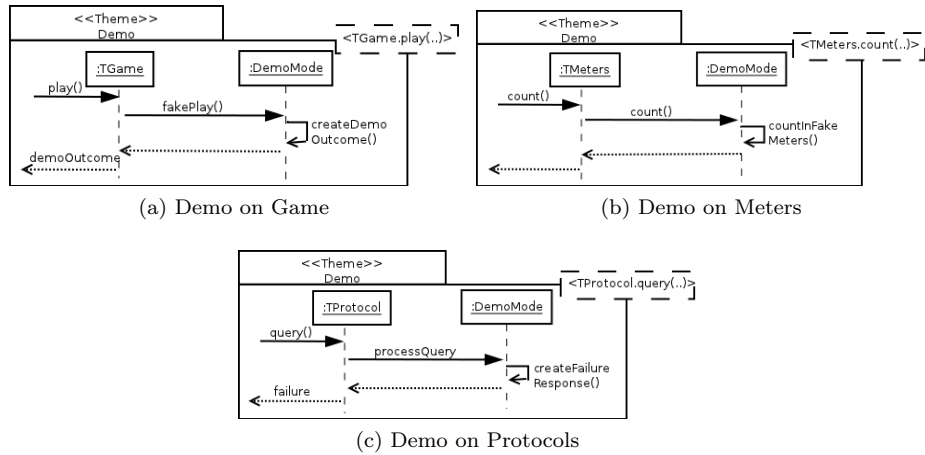 <<Theme>>
Demo
<TGame.play(..)>
:TGame
:DemoMode
play()
fakePlay()
createDemo
Outcome()
demoOutcome
(a) Demo on Game
<<Theme>>
Demo
<TMeters.count(..)>
:TMeters
:DemoMode
count()
count()
countInFake
Meters()
(b) Demo on Meters
<<Theme>>
Demo
<TProtocol.query(..)>
:TProtocol
:DemoMode
query()
processQuery
createFailure
Response()
failure
(c) Demo on Protocols